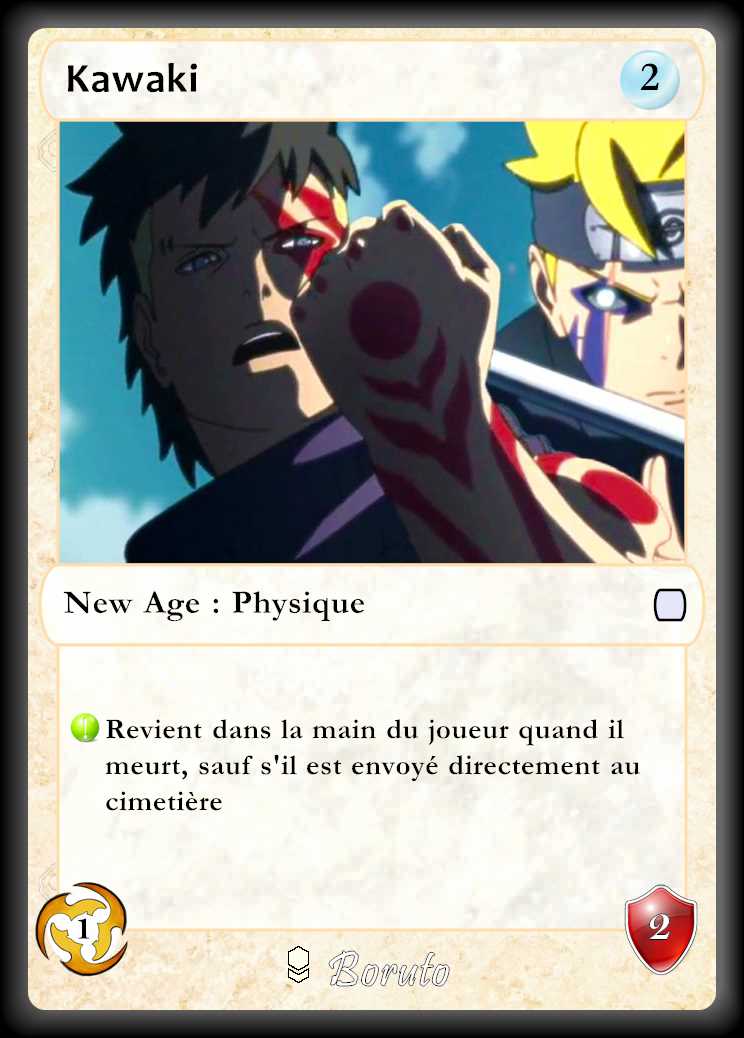 Kawaki
2
New Age : Physique
Revient dans la main du joueur quand il
meurt, sauf s'il est envoyé directement au
cimetière
1
2
Boruto